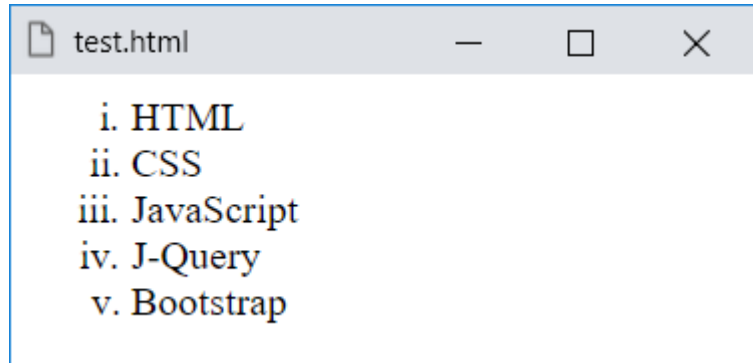 test.html
i. HTML
ii. CSS
iii. JavaScript
iv. J-Query
v. Bootstrap